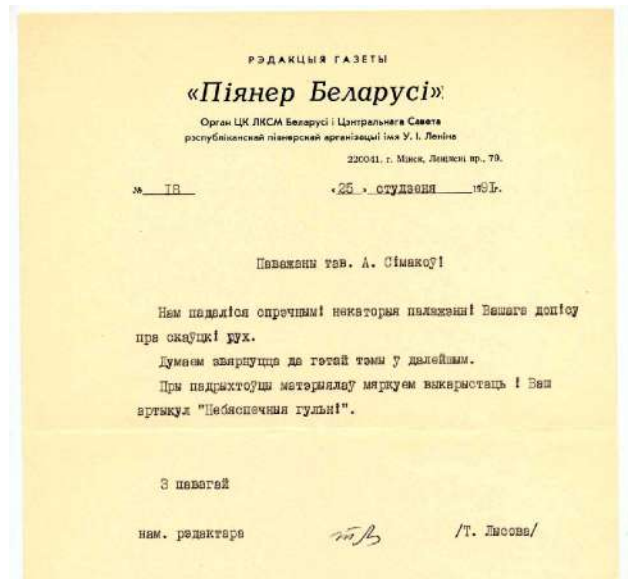 РЭДАКЦЫЯ ГАЗЕТЫ
«Піянер Беларусі»
Орган ЦК ЛКСМ Беларусі і Цэнтральнага Савета
рэспубліканскай піянерскай арганізацыі імя У. І. Леніна
220041, г. Мінск, Ленінскі пр., 79.
№ 18 «25» студзеня 1991г.
Паважаны тав. А. Сімакоў!
Нам падаліся спрэчнымі некаторыя палажэнні Вашага допісу
пра скаўцкі рух.
Думаем звярнуцца да гэтай тэмы ў далейшым.
Пры падрыхтоўцы матэрыялаў мяркуем выкарыстаць і Ваш
артыкул "Небяспечныя гульні".
З павагай
нам. рэдактара /Т. Лысова/